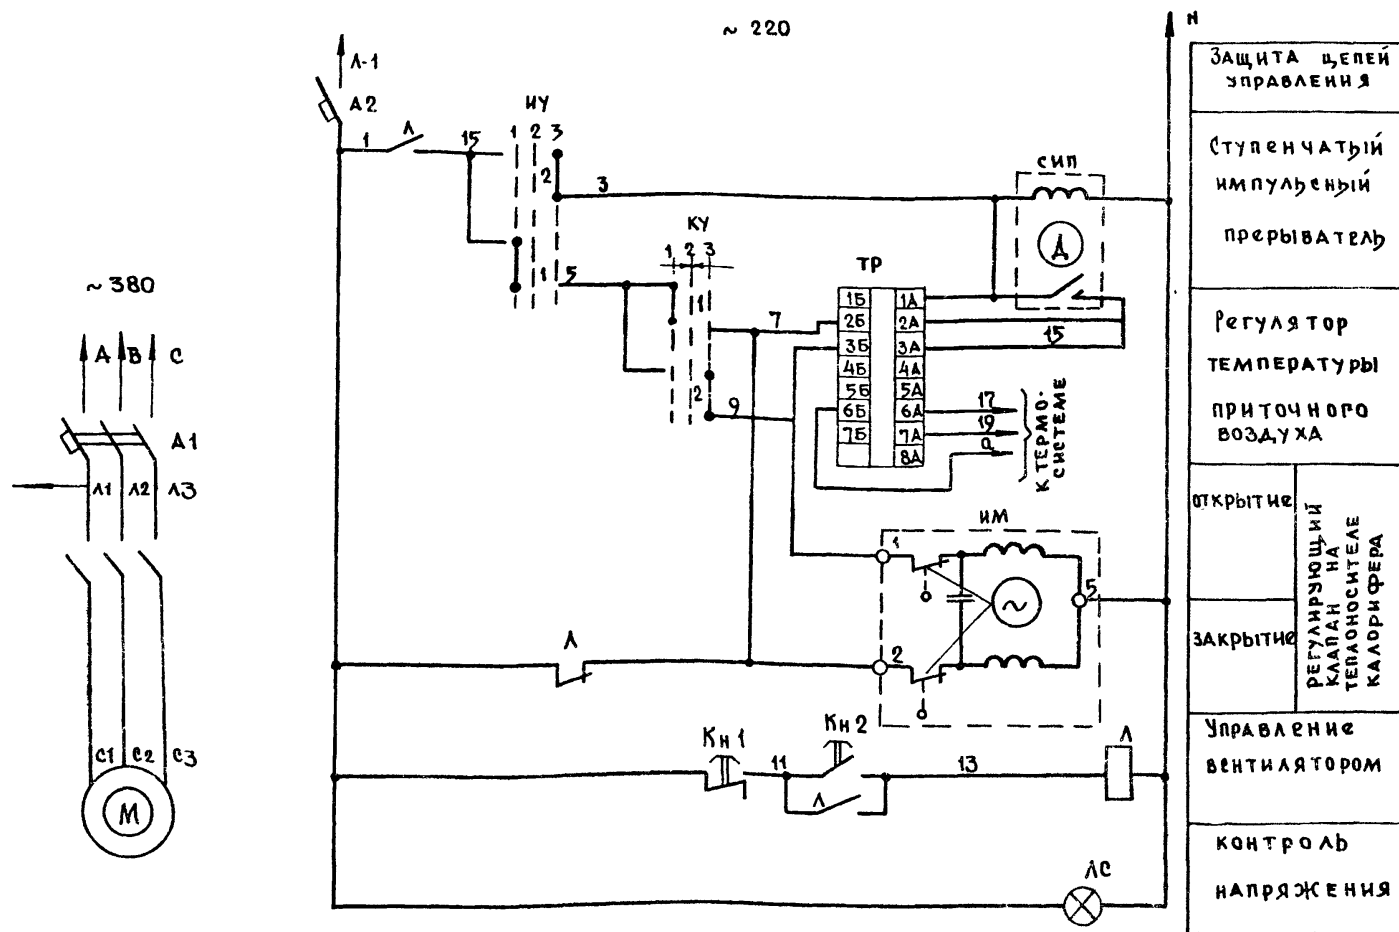 ~ 220
N
Л-1
А2
1
Л
15
ИУ
1 2 3
2
3
1
5
КУ
1 2 3
1
2
7
9
ТР
1Б 1А
2Б 2А
3Б 3А
4Б 4А
5Б 5А
6Б 6А
7Б 7А
8А
СИП
Д
15
17
19
а
К ТЕРМО-
СИСТЕМЕ
~ 380
А В С
А1
Л1 Л2 Л3
С1 С2 С3
М
ИМ
1
5
2
~
Л
Кн 1
11
Кн 2
Л
13
Л
ЛС
ЗАЩИТА ЦЕПЕЙ
УПРАВЛЕНИЯ
СТУПЕНЧАТЫЙ
ИМПУЛЬСНЫЙ
ПРЕРЫВАТЕЛЬ
РЕГУЛЯТОР
ТЕМПЕРАТУРЫ
ПРИТОЧНОГО
ВОЗДУХА
ОТКРЫТИЕ
ЗАКРЫТИЕ
РЕГУЛИРУЮЩИЙ
КЛАПАН НА
ТЕПЛОНОСИТЕЛЕ
КАЛОРИФЕРА
УПРАВЛЕНИЕ
ВЕНТИЛЯТОРОМ
КОНТРОЛЬ
НАПРЯЖЕНИЯ